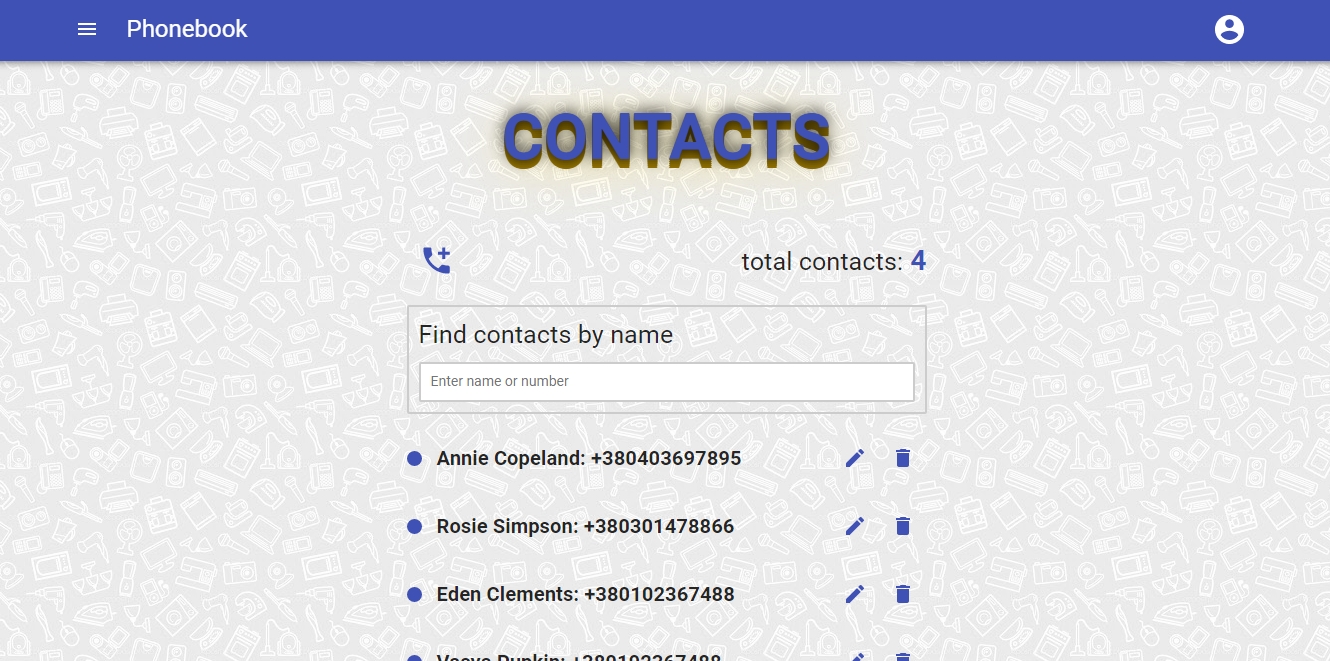 Phonebook
CONTACTS
total contacts: 4
Find contacts by name
Enter name or number
Annie Copeland: +380403697895
Rosie Simpson: +380301478866
Eden Clements: +380102367488